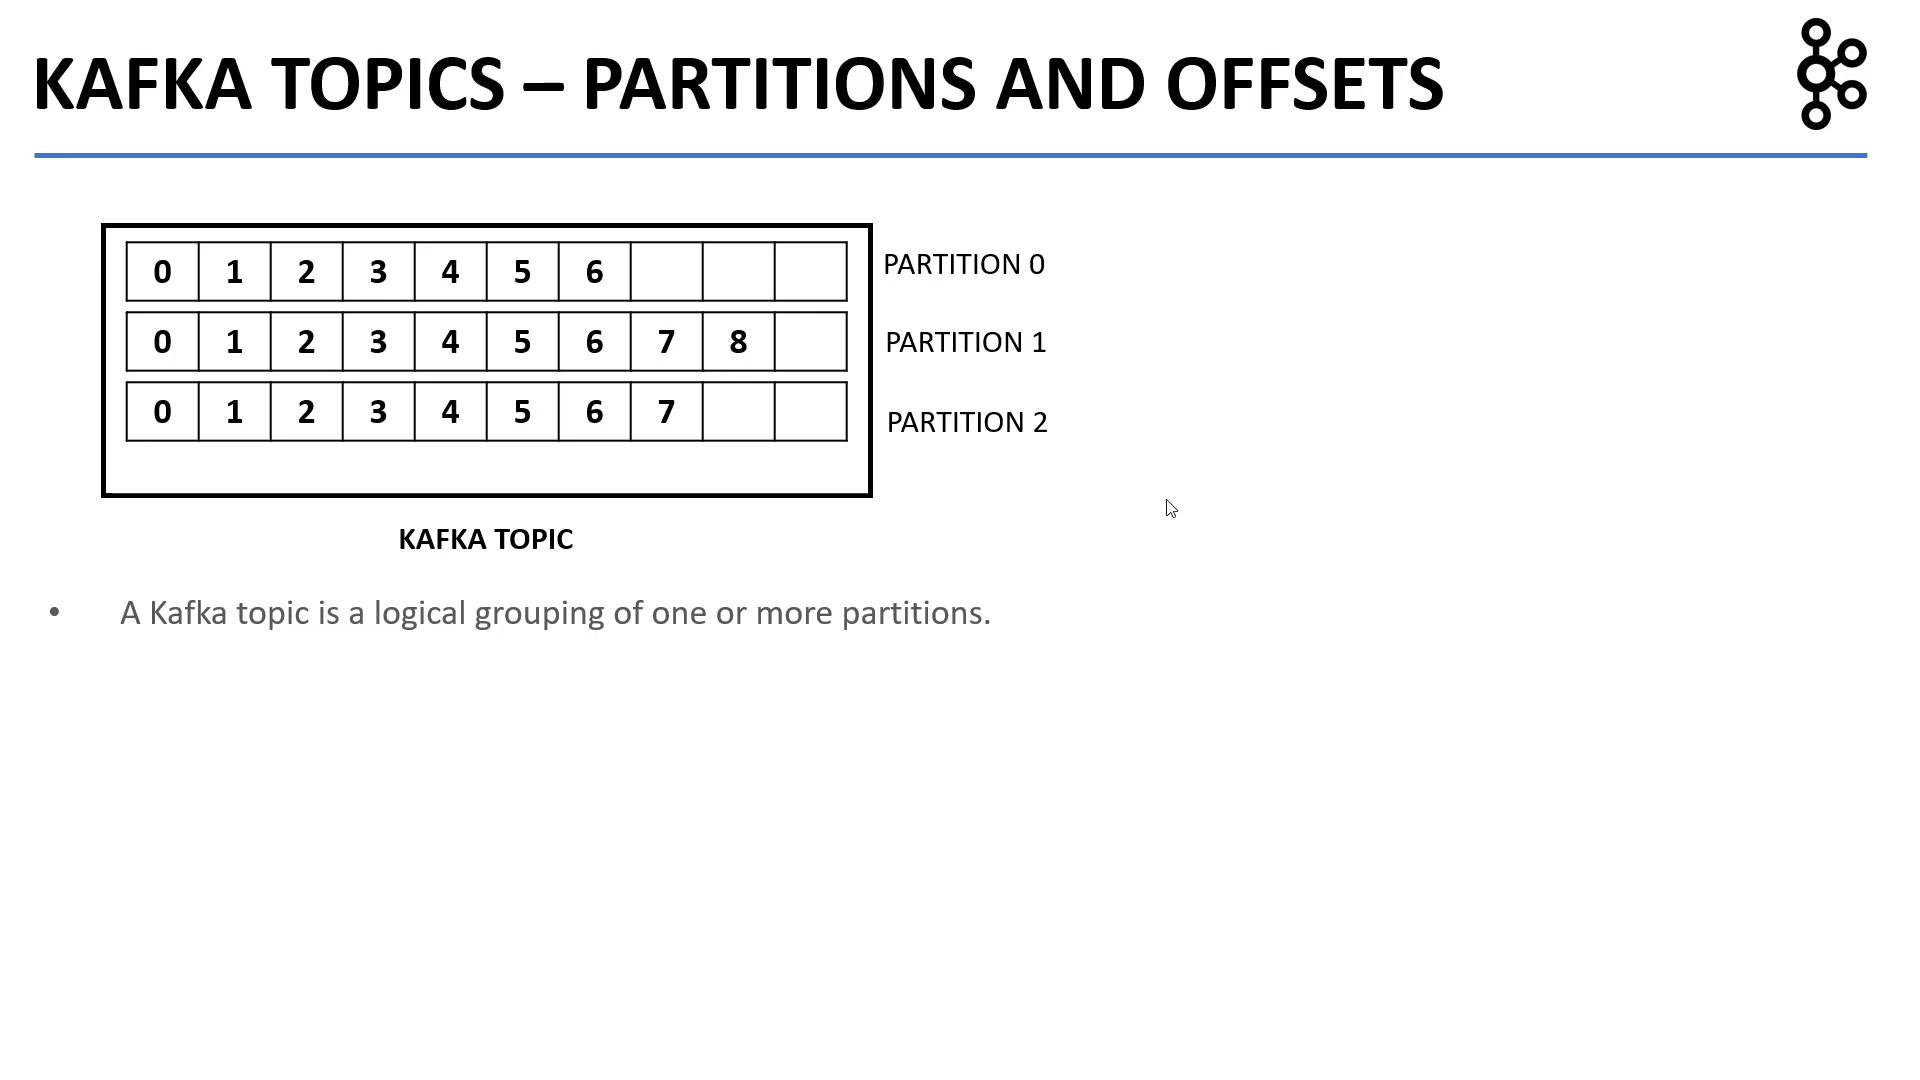 KAFKA TOPICS – PARTITIONS AND OFFSETS
0 1 2 3 4 5 6 PARTITION 0
0 1 2 3 4 5 6 7 8 PARTITION 1
0 1 2 3 4 5 6 7 PARTITION 2
KAFKA TOPIC
• A Kafka topic is a logical grouping of one or more partitions.